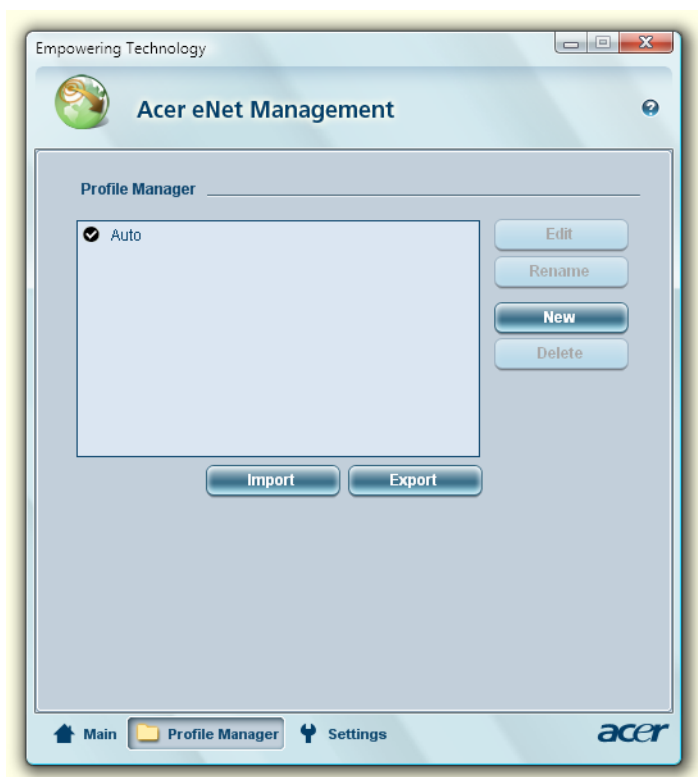 Empowering Technology
Acer eNet Management
Profile Manager
Auto
Edit
Rename
New
Delete
Import Export
Main Profile Manager Settings acer